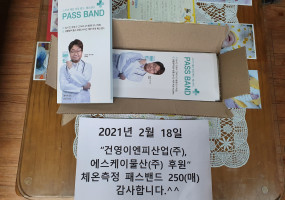 PASS BAND
PASS BAND
2021년 2월 18일
"건영이엔피산업(주),
에스케이물산(주) 후원"
체온측정 패스밴드 250(매)
감사합니다.^^